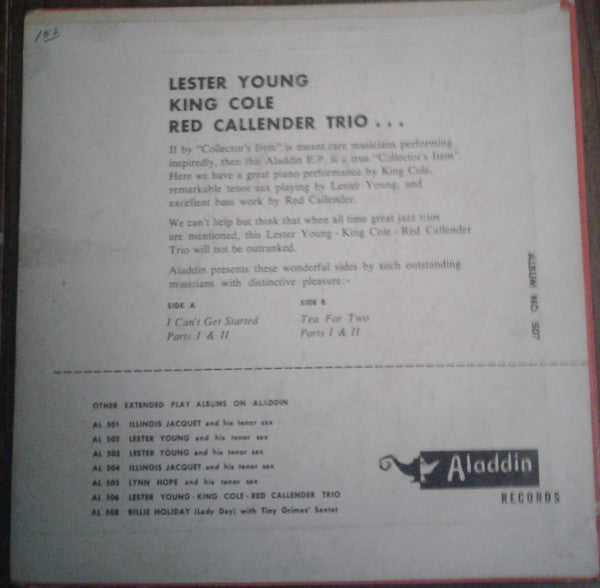 153
LESTER YOUNG
KING COLE
RED CALLENDER TRIO . . .
If by "Collector's Item" is meant rare musicians performing
inspiredly, then this Aladdin E.P. is a true "Collector's Item"
Here we have a great piano performance by King Cole,
remarkable tenor sax playing by Lester Young, and
excellent bass work by Red Callender.
We can't help but think that when all time great jazz trios
are mentioned, this Lester Young - King Cole - Red Callender
Trio will not be outranked.
Aladdin presents these wonderful sides by such outstanding
musicians with distinctive pleasure:-
SIDE A
I Can't Get Started
Parts I & II
SIDE B
Tea For Two
Parts I & II
ALBUM NO. 507
OTHER EXTENDED PLAY ALBUMS ON ALADDIN
AL 501 ILLINOIS JACQUET and his tenor sax
AL 502 LESTER YOUNG and his tenor sax
AL 503 LESTER YOUNG and his tenor sax
AL 504 ILLINOIS JACQUET and his tenor sax
AL 505 LYNN HOPE and his tenor sax
AL 506 LESTER YOUNG - KING COLE - RED CALLENDER TRIO
AL 508 BILLIE HOLIDAY (Lady Day) with Tiny Grimes' Sextet
Aladdin
RECORDS